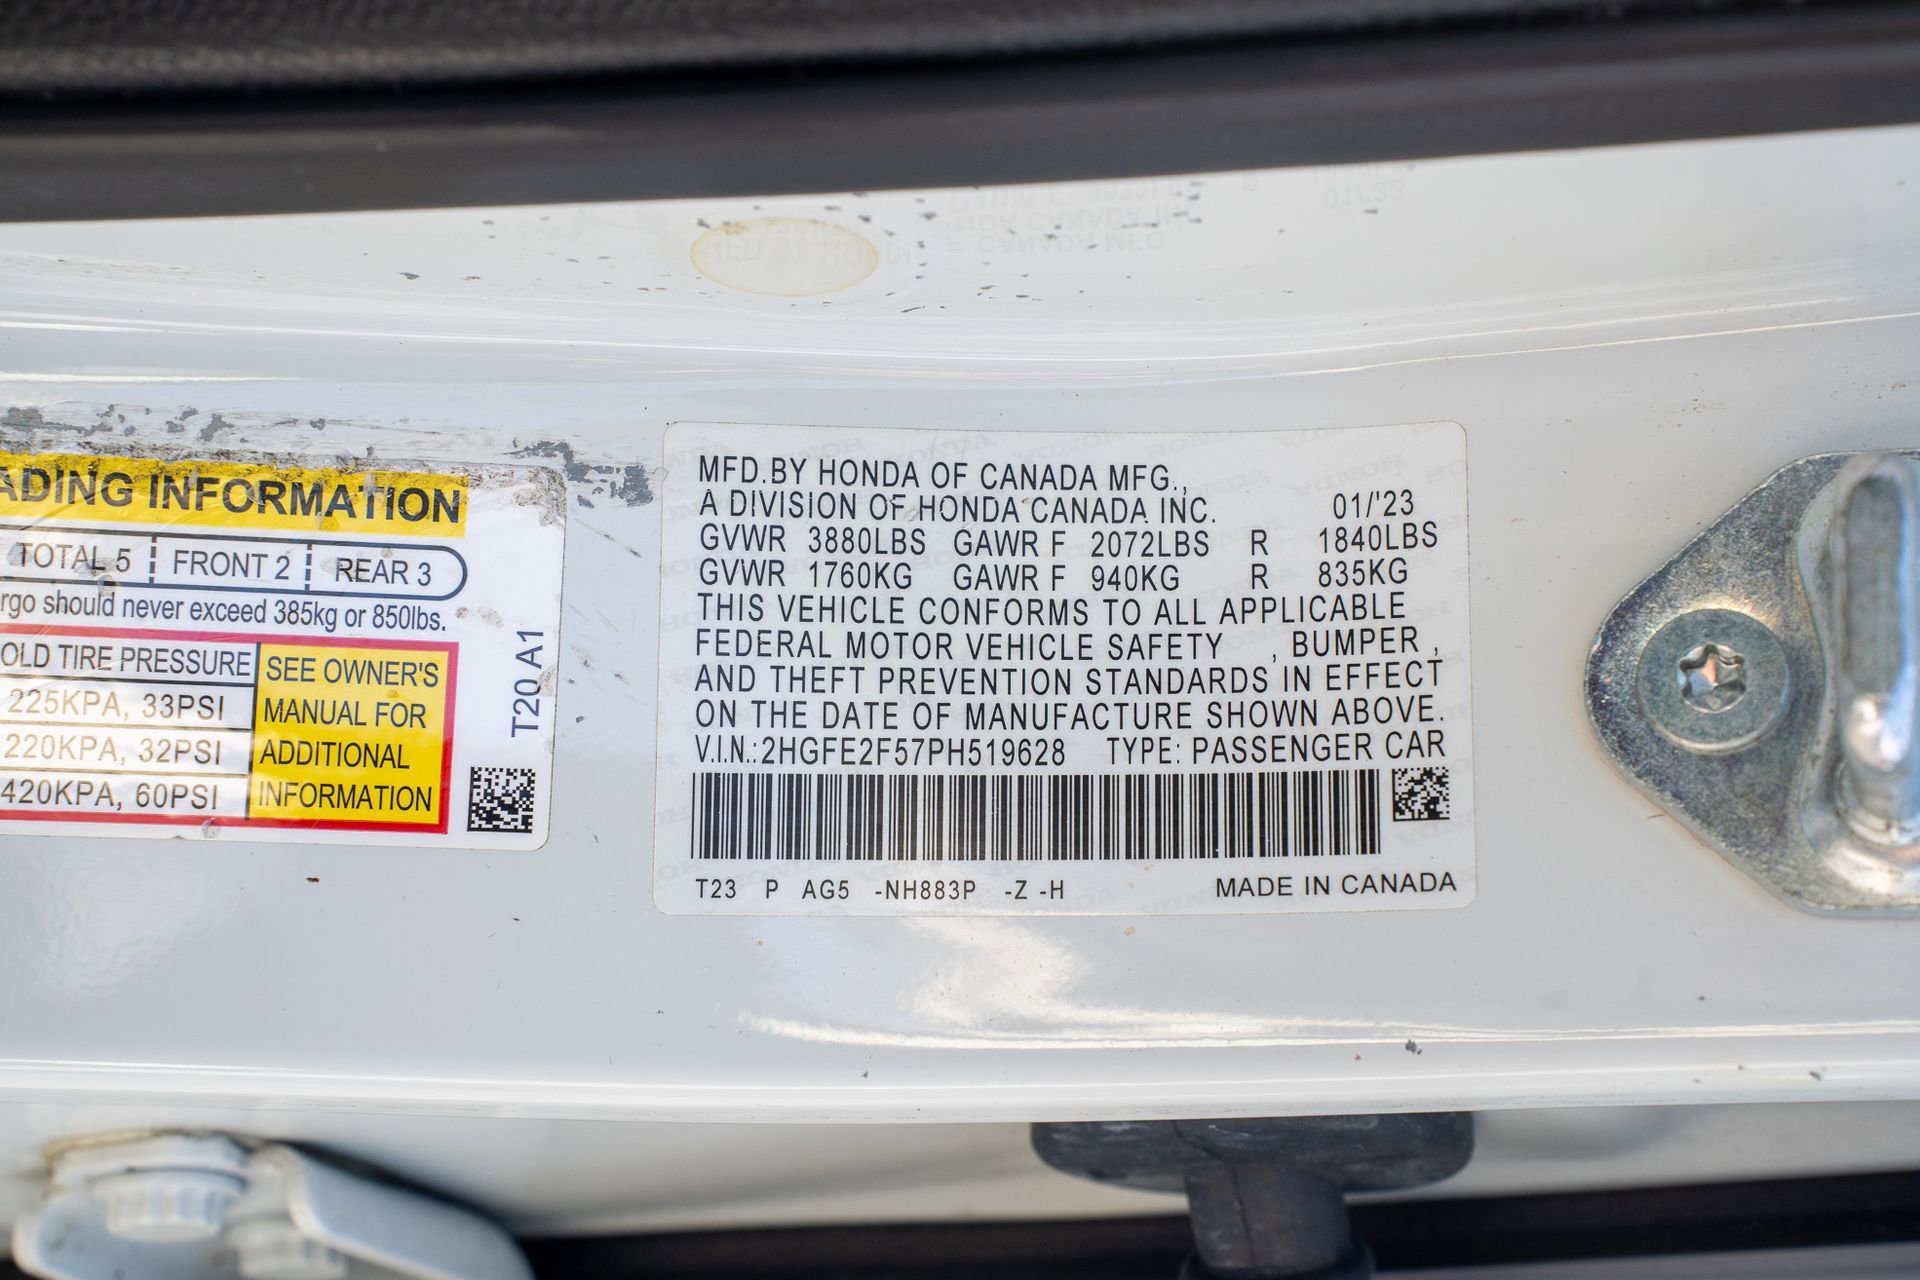 ADING INFORMATION
TOTAL 5 FRONT 2 REAR 3
rgo should never exceed 385kg or 850lbs.
OLD TIRE PRESSURE
225KPA, 33PSI
220KPA, 32PSI
420KPA, 60PSI
SEE OWNER'S
MANUAL FOR
ADDITIONAL
INFORMATION
T20 A1
MFD.BY HONDA OF CANADA MFG.,
A DIVISION OF HONDA CANADA INC. 01/'23
GVWR 3880LBS GAWR F 2072LBS R 1840LBS
GVWR 1760KG GAWR F 940KG R 835KG
THIS VEHICLE CONFORMS TO ALL APPLICABLE
FEDERAL MOTOR VEHICLE SAFETY , BUMPER ,
AND THEFT PREVENTION STANDARDS IN EFFECT
ON THE DATE OF MANUFACTURE SHOWN ABOVE.
V.I.N.:2HGFE2F57PH519628 TYPE: PASSENGER CAR
T23 P AG5 -NH883P -Z -H MADE IN CANADA